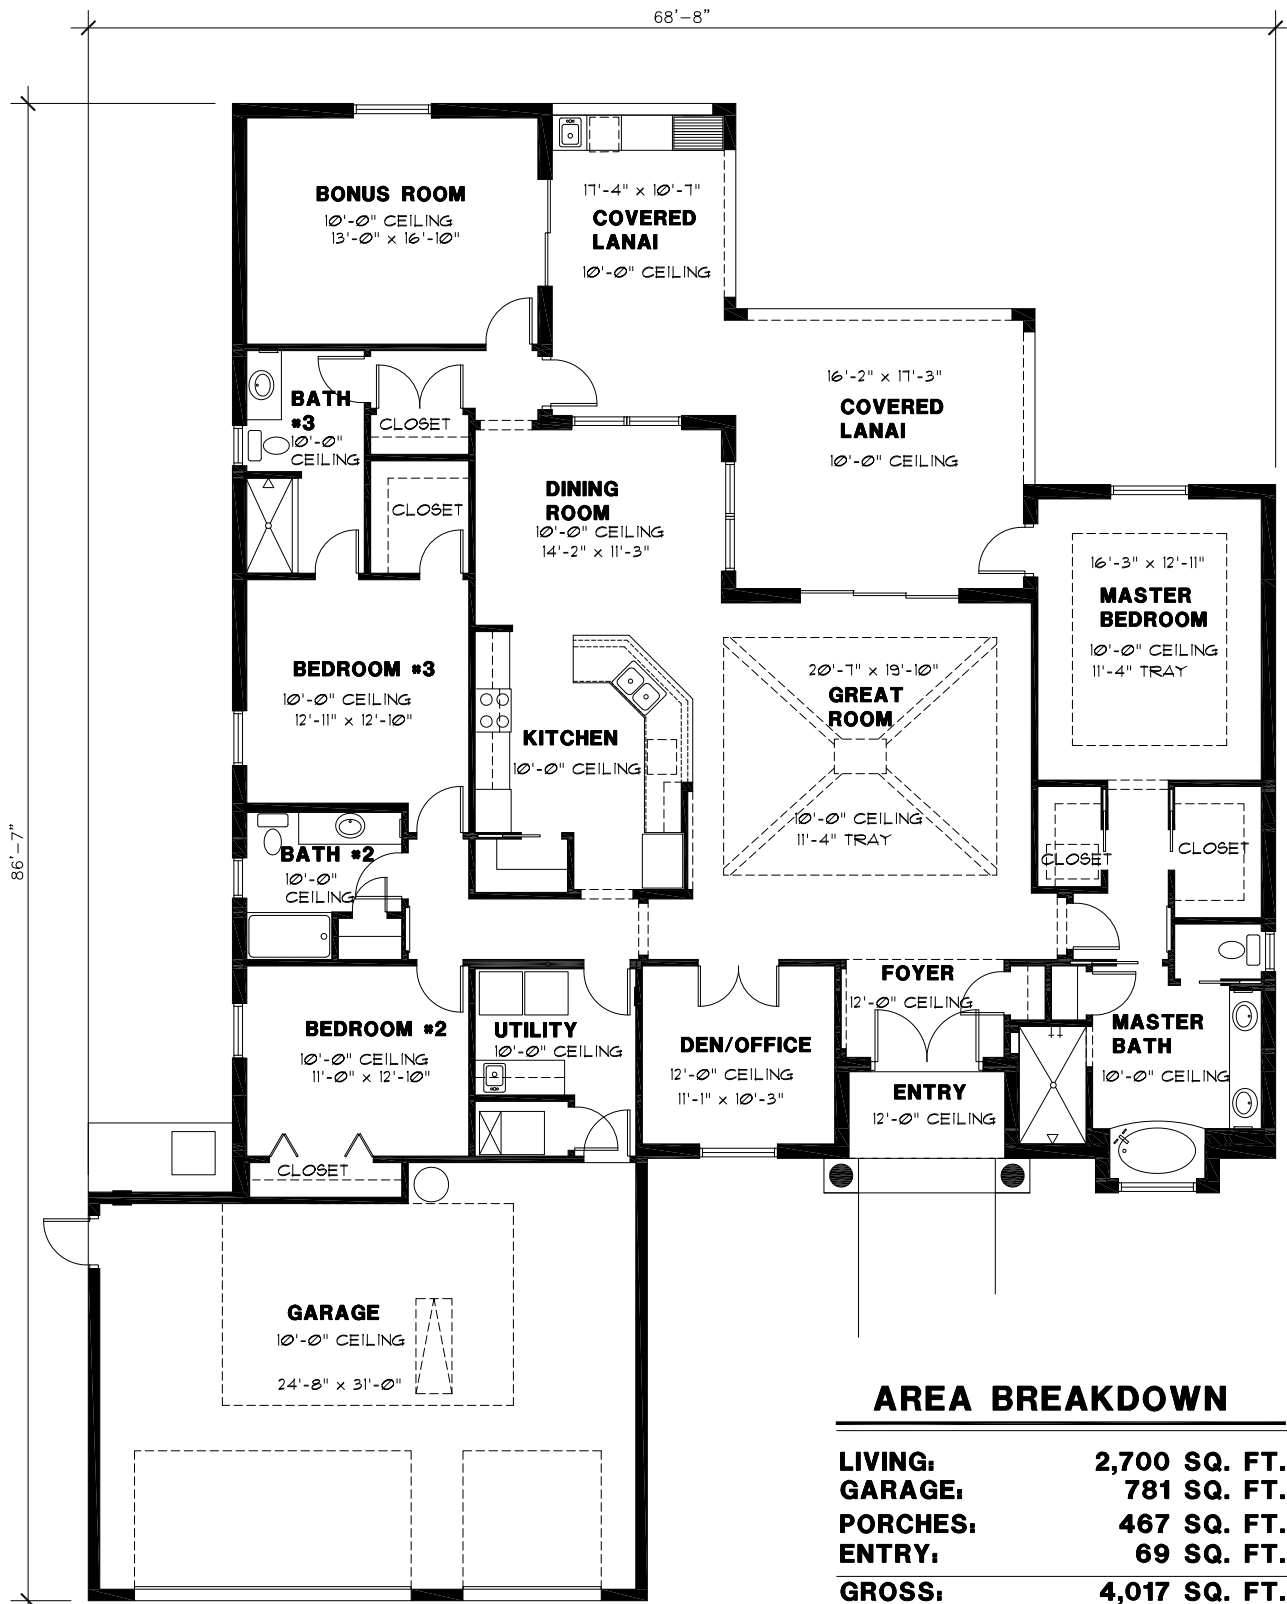 68'-8"
86'-7"
BONUS ROOM
10'-0" CEILING
13'-0" x 16'-10"
17'-4" x 10'-7"
COVERED
LANAI
10'-0" CEILING
16'-2" x 17'-3"
COVERED
LANAI
10'-0" CEILING
BATH
#3
10'-0"
CEILING
CLOSET
CLOSET
DINING
ROOM
10'-0" CEILING
14'-2" x 11'-3"
16'-3" x 12'-11"
MASTER
BEDROOM
10'-0" CEILING
11'-4" TRAY
BEDROOM #3
10'-0" CEILING
12'-11" x 12'-10"
20'-7" x 19'-10"
GREAT
ROOM
10'-0" CEILING
11'-4" TRAY
KITCHEN
10'-0" CEILING
BATH #2
10'-0"
CEILING
CLOSET
CLOSET
FOYER
12'-0" CEILING
BEDROOM #2
10'-0" CEILING
11'-0" x 12'-10"
CLOSET
UTILITY
10'-0" CEILING
DEN/OFFICE
12'-0" CEILING
11'-1" x 10'-3"
ENTRY
12'-0" CEILING
MASTER
BATH
10'-0" CEILING
GARAGE
10'-0" CEILING
24'-8" x 31'-0"
AREA BREAKDOWN
LIVING: 2,700 SQ. FT.
GARAGE: 781 SQ. FT.
PORCHES: 467 SQ. FT.
ENTRY: 69 SQ. FT.
GROSS: 4,017 SQ. FT.